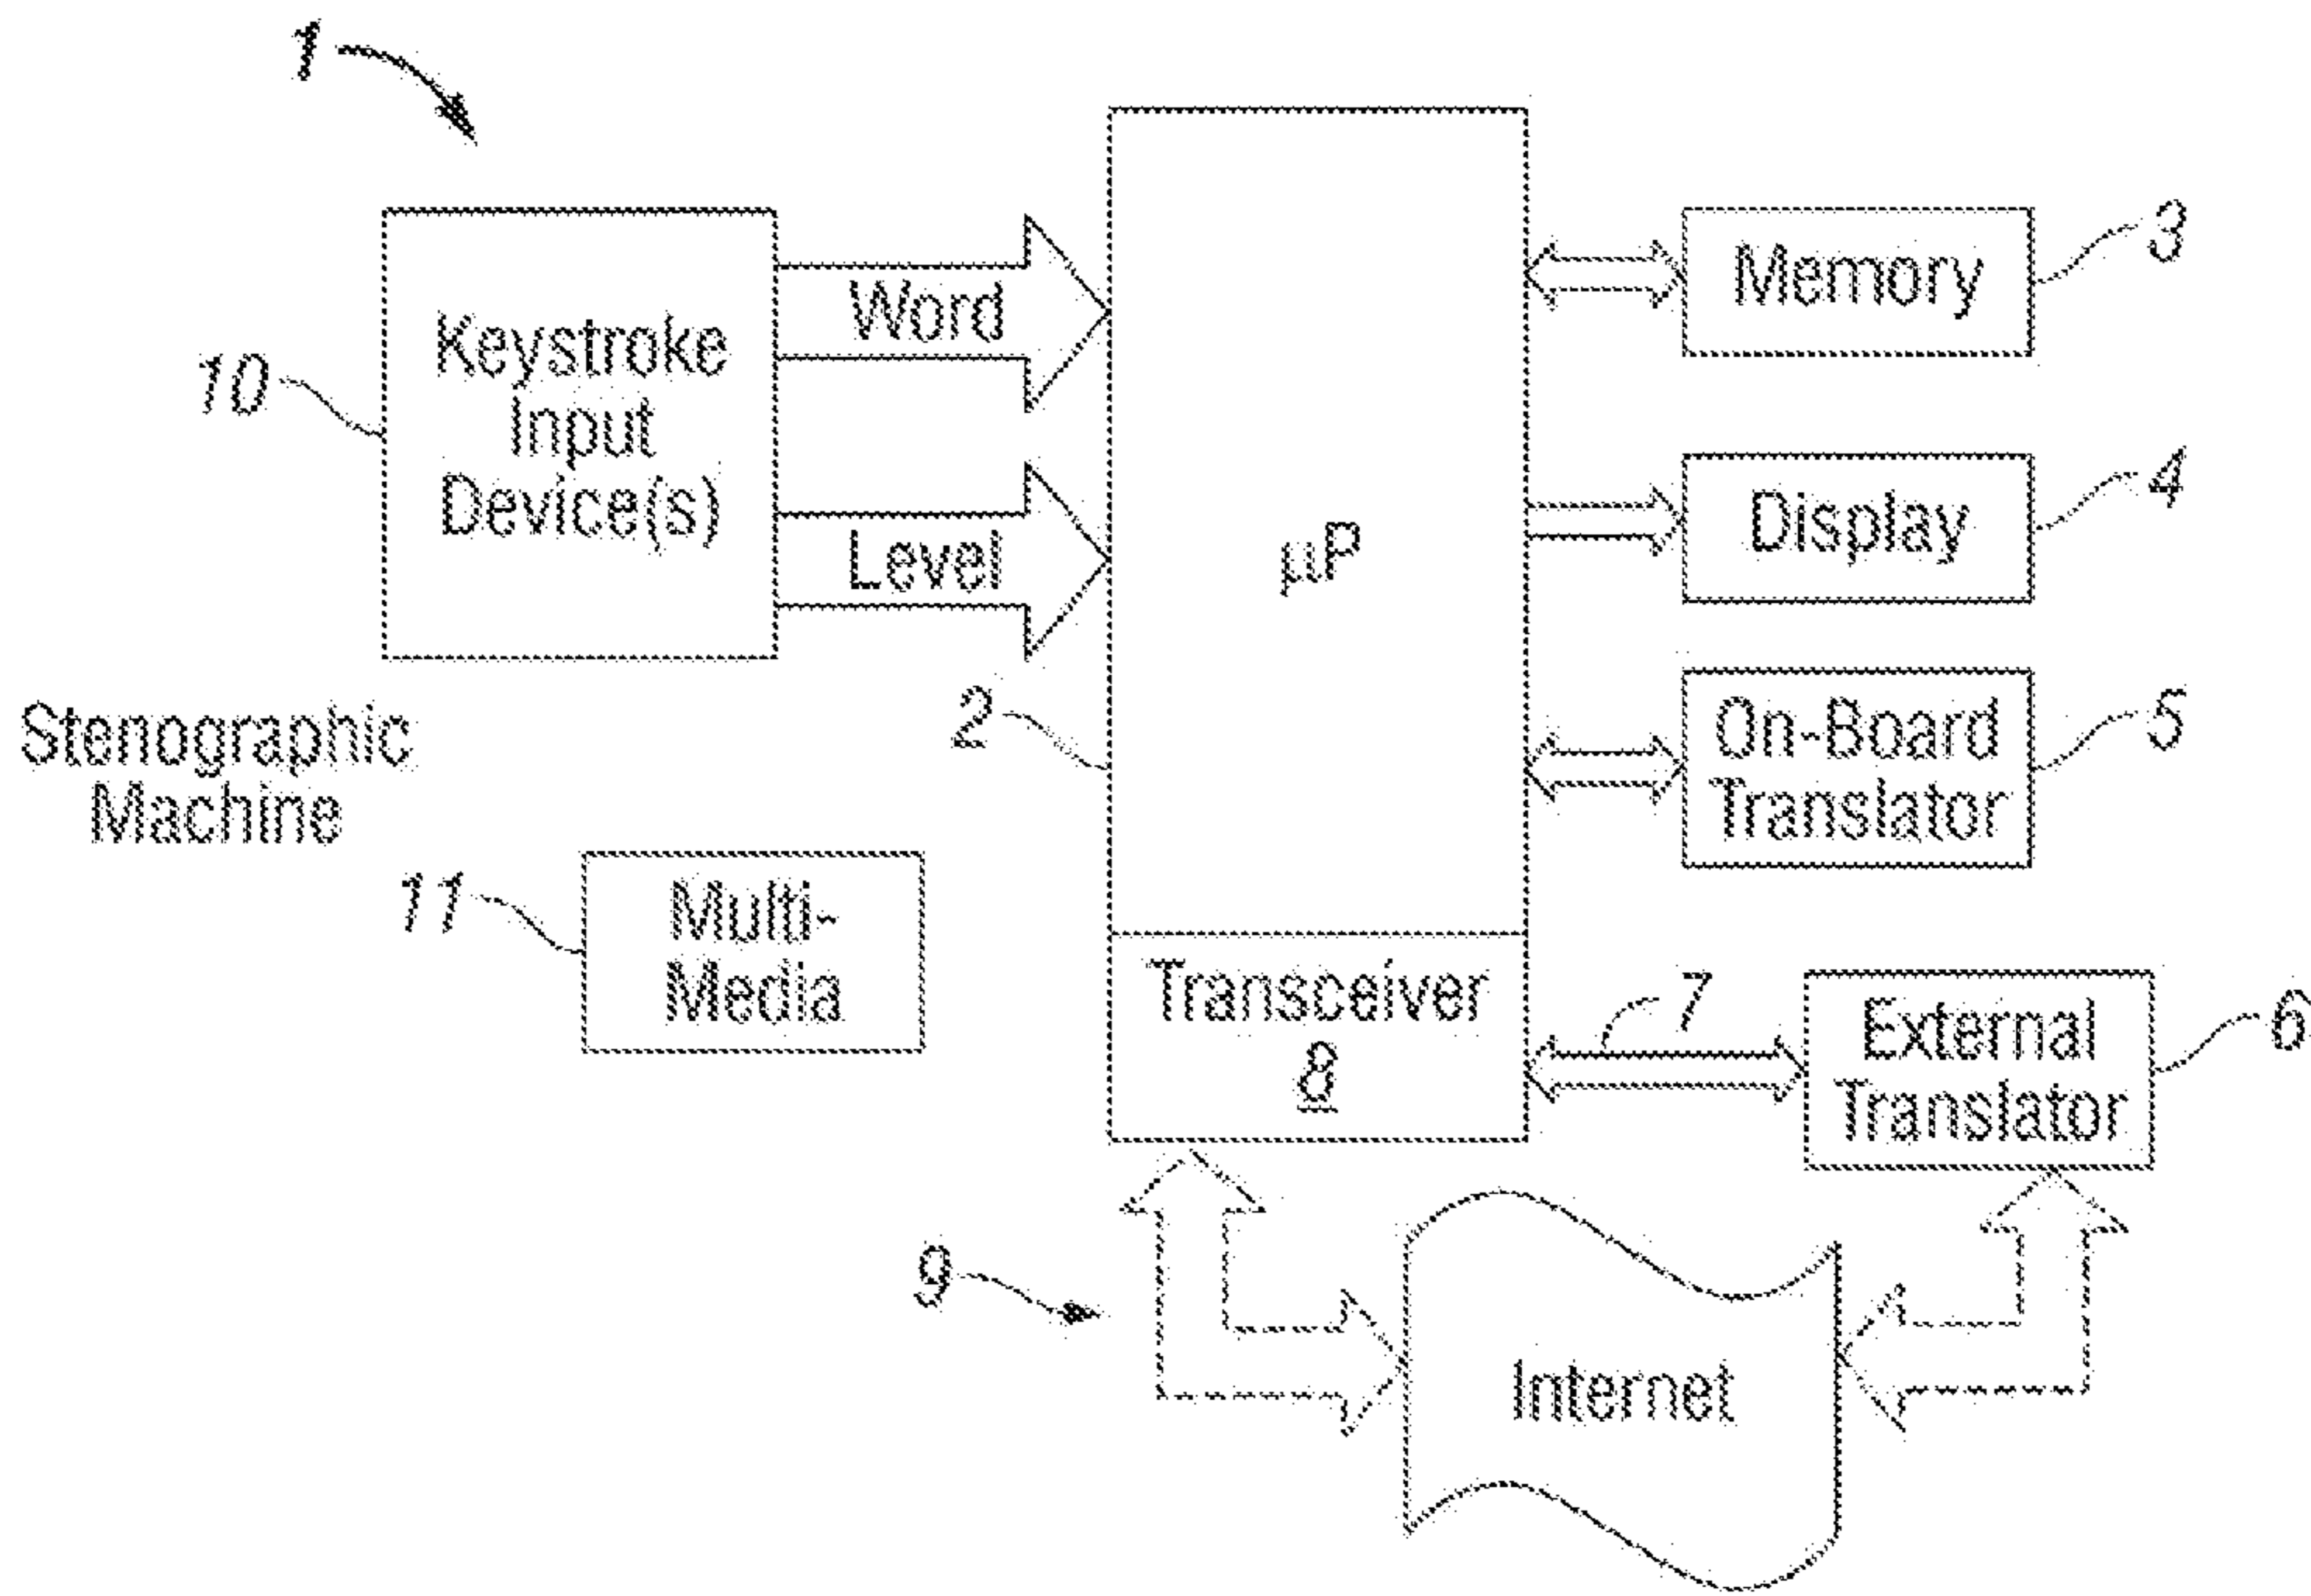 1
10
Keystroke
Input
Device(s)
Word
Level
Stenographic
Machine
11
Multi-
Media
2
µP
Transceiver
8
Memory
3
Display
4
On-Board
Translator
5
7
External
Translator
6
9
Internet